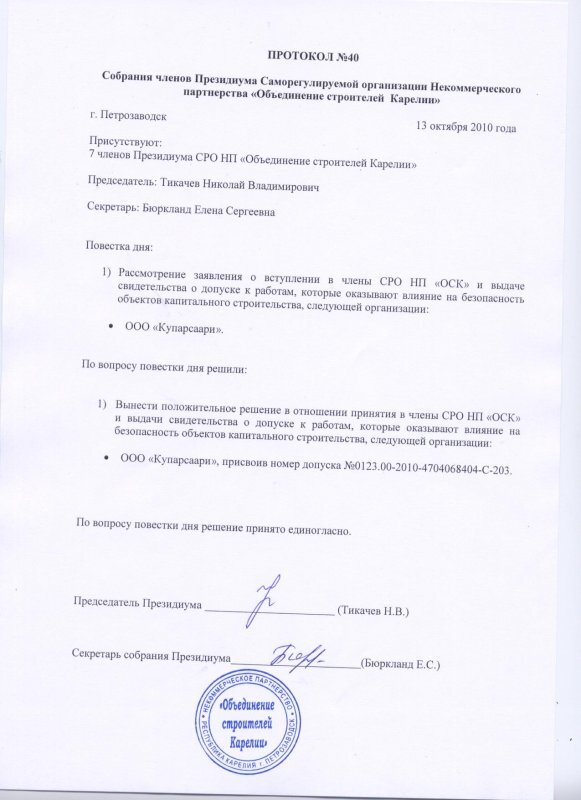 ПРОТОКОЛ №40
Собрания членов Президиума Саморегулируемой организации Некоммерческого
партнерства «Объединение строителей Карелии»
г. Петрозаводск
13 октября 2010 года
Присутствуют:
7 членов Президиума СРО НП «Объединение строителей Карелии»
Председатель: Тикачев Николай Владимирович
Секретарь: Бюркланд Елена Сергеевна
Повестка дня:
1) Рассмотрение заявления о вступлении в члены СРО НП «ОСК» и выдаче
свидетельства о допуске к работам, которые оказывают влияние на безопасность
объектов капитального строительства, следующей организации:
• ООО «Купарсаари».
По вопросу повестки дня решили:
1) Вынести положительное решение в отношении принятия в члены СРО НП «ОСК»
и выдачи свидетельства о допуске к работам, которые оказывают влияние на
безопасность объектов капитального строительства, следующей организации:
• ООО «Купарсаари», присвоив номер допуска №0123.00-2010-4704068404-С-203.
По вопросу повестки дня решение принято единогласно.
Председатель Президиума ______________________ (Тикачев Н.В.)
Секретарь собрания Президиума______________________(Бюркланд Е.С.)
НЕКОММЕРЧЕСКОЕ ПАРТНЕРСТВО
«Объединение
строителей
Карелии»
РЕСПУБЛИКА КАРЕЛИЯ г. ПЕТРОЗАВОДСК